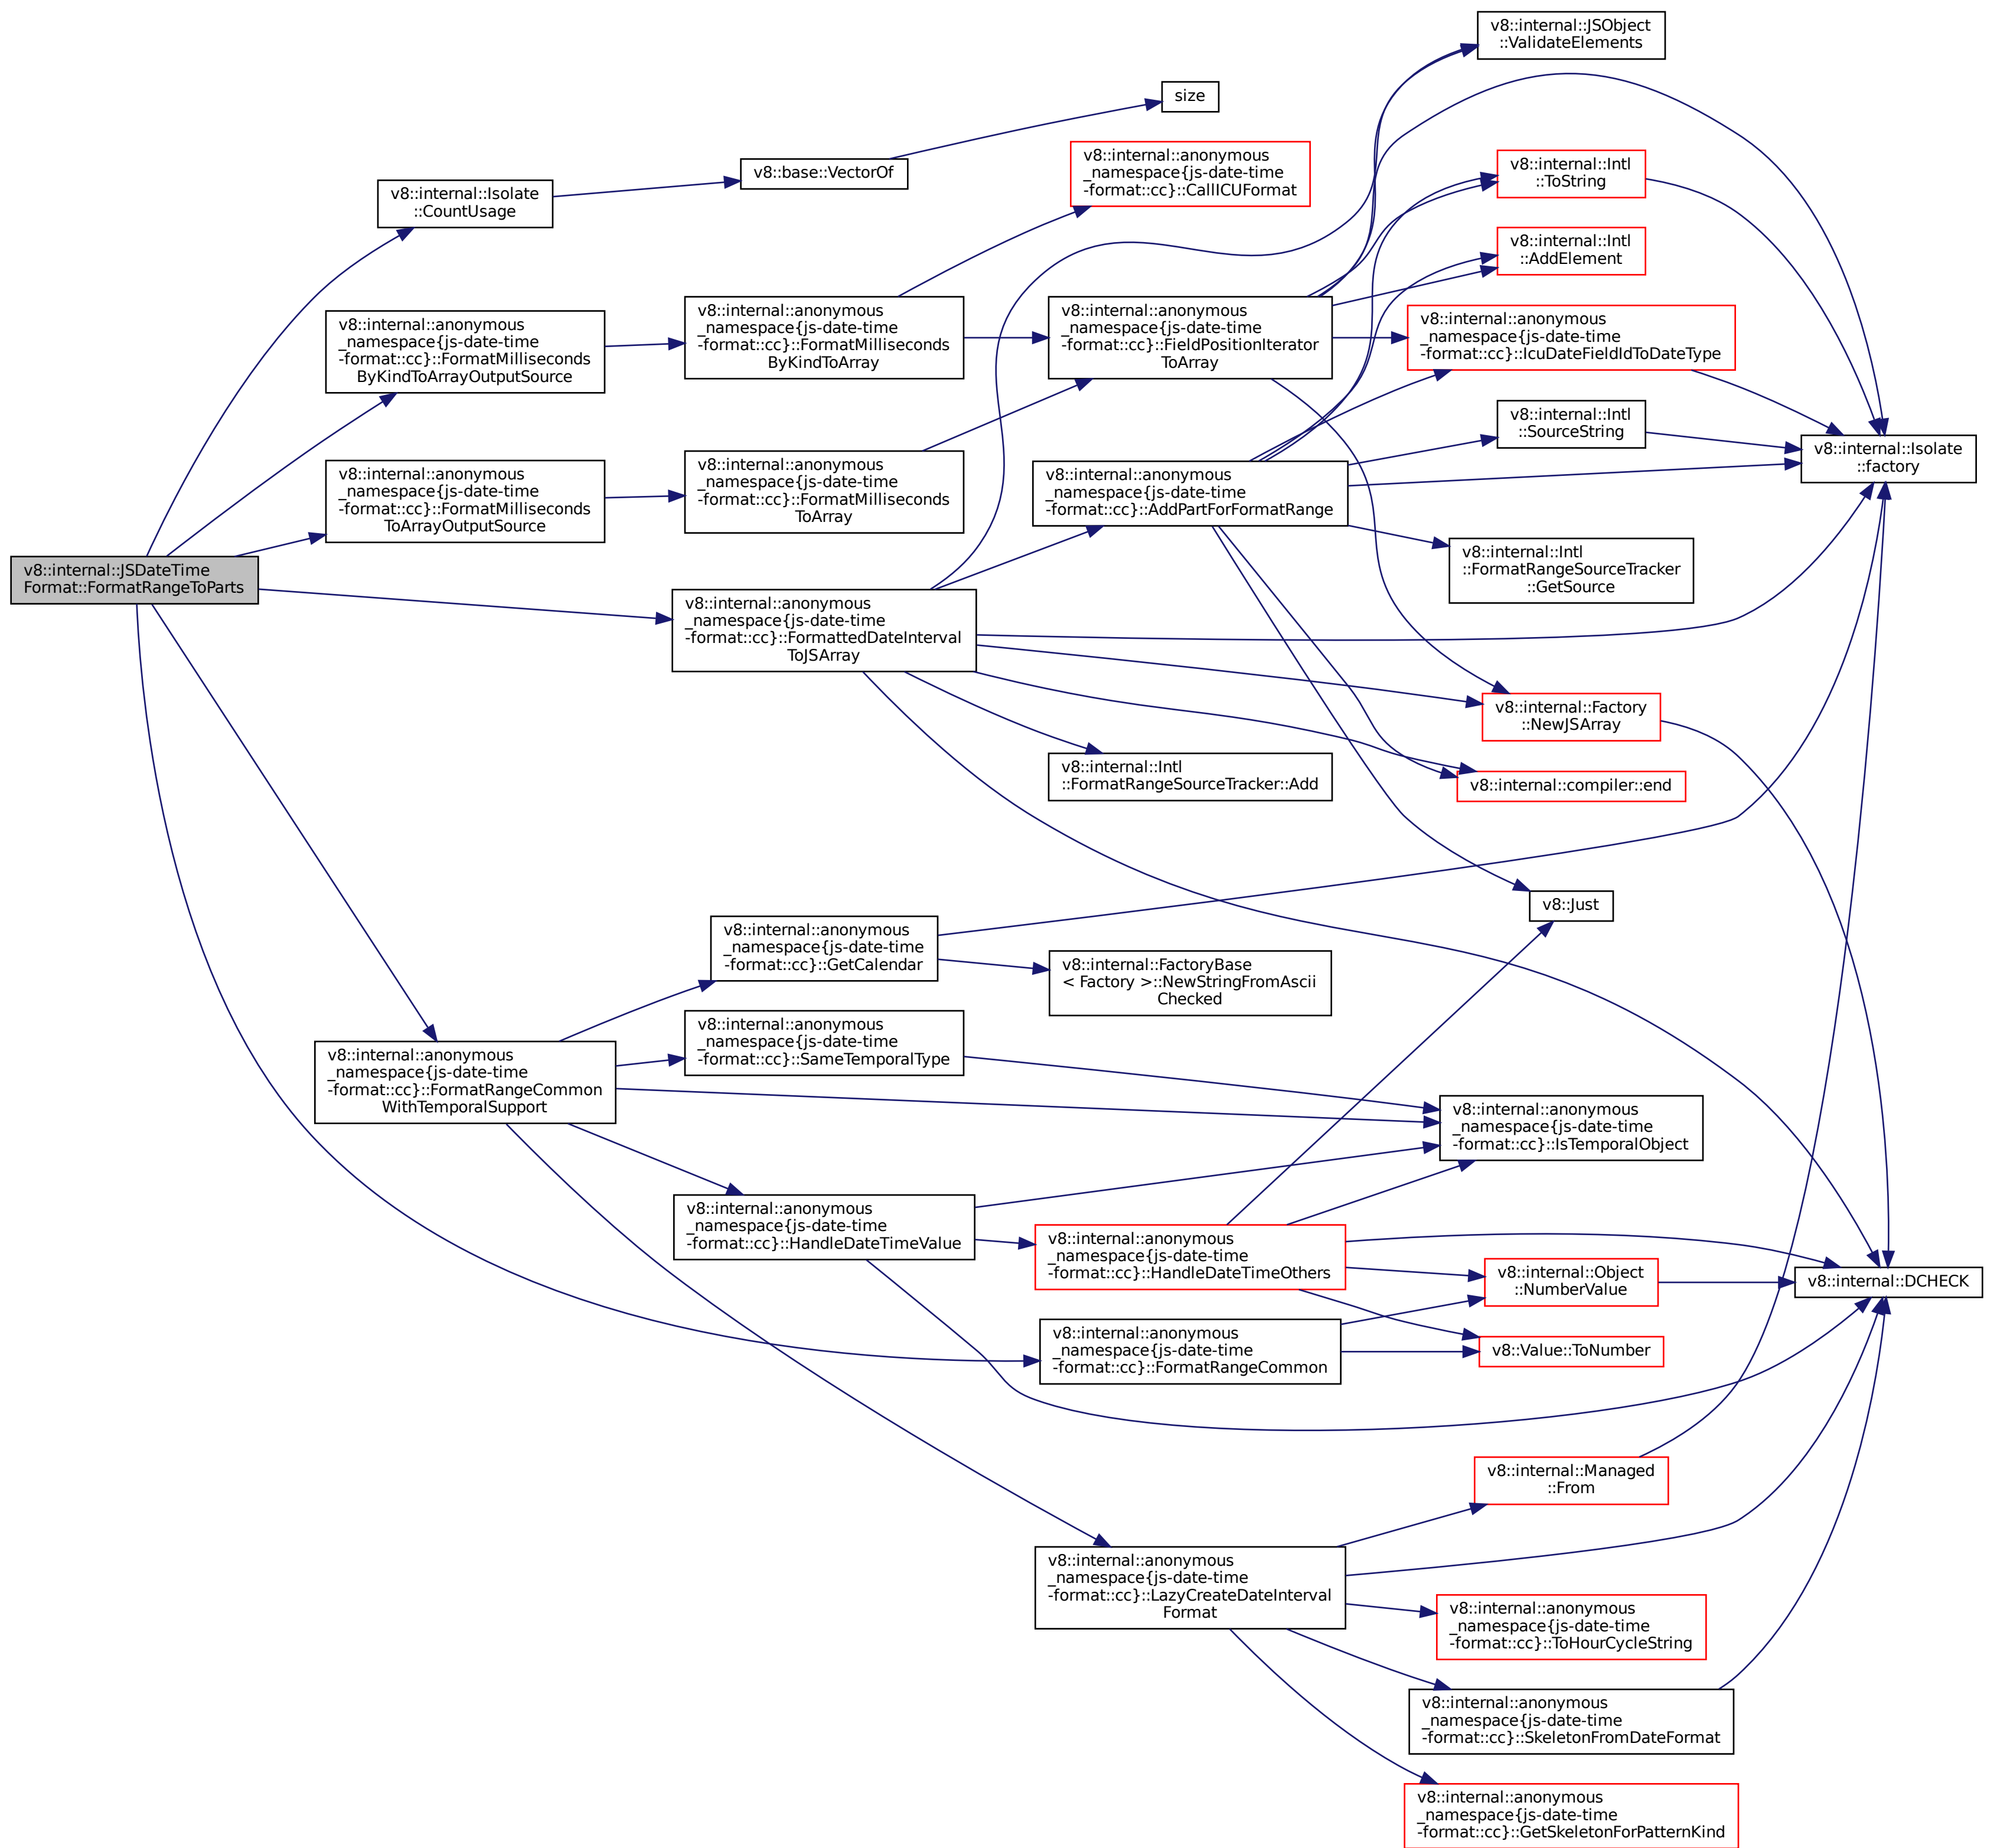 v8::internal::JSObject
::ValidateElements
size
v8::internal::anonymous
_namespace{js-date-time
-format::cc}::CallICUFormat
v8::internal::Intl
::ToString
v8::base::VectorOf
v8::internal::Isolate
::CountUsage
v8::internal::Intl
::AddElement
v8::internal::anonymous
_namespace{js-date-time
-format::cc}::FormatMilliseconds
ByKindToArrayOutputSource
v8::internal::anonymous
_namespace{js-date-time
-format::cc}::FormatMilliseconds
ByKindToArray
v8::internal::anonymous
_namespace{js-date-time
-format::cc}::FieldPositionIterator
ToArray
v8::internal::anonymous
_namespace{js-date-time
-format::cc}::IcuDateFieldIdToDateType
v8::internal::Intl
::SourceString
v8::internal::Isolate
::factory
v8::internal::anonymous
_namespace{js-date-time
-format::cc}::FormatMilliseconds
ToArrayOutputSource
v8::internal::anonymous
_namespace{js-date-time
-format::cc}::FormatMilliseconds
ToArray
v8::internal::anonymous
_namespace{js-date-time
-format::cc}::AddPartForFormatRange
v8::internal::Intl
::FormatRangeSourceTracker
::GetSource
v8::internal::JSDateTime
Format::FormatRangeToParts
v8::internal::anonymous
_namespace{js-date-time
-format::cc}::FormattedDateInterval
ToJSArray
v8::internal::Factory
::NewJSArray
v8::internal::Intl
::FormatRangeSourceTracker::Add
v8::internal::compiler::end
v8::Just
v8::internal::anonymous
_namespace{js-date-time
-format::cc}::GetCalendar
v8::internal::FactoryBase
< Factory >::NewStringFromAscii
Checked
v8::internal::anonymous
_namespace{js-date-time
-format::cc}::SameTemporalType
v8::internal::anonymous
_namespace{js-date-time
-format::cc}::FormatRangeCommon
WithTemporalSupport
v8::internal::anonymous
_namespace{js-date-time
-format::cc}::IsTemporalObject
v8::internal::anonymous
_namespace{js-date-time
-format::cc}::HandleDateTimeValue
v8::internal::anonymous
_namespace{js-date-time
-format::cc}::HandleDateTimeOthers
v8::internal::Object
::NumberValue
v8::internal::DCHECK
v8::internal::anonymous
_namespace{js-date-time
-format::cc}::FormatRangeCommon
v8::Value::ToNumber
v8::internal::Managed
::From
v8::internal::anonymous
_namespace{js-date-time
-format::cc}::LazyCreateDateInterval
Format
v8::internal::anonymous
_namespace{js-date-time
-format::cc}::ToHourCycleString
v8::internal::anonymous
_namespace{js-date-time
-format::cc}::SkeletonFromDateFormat
v8::internal::anonymous
_namespace{js-date-time
-format::cc}::GetSkeletonForPatternKind